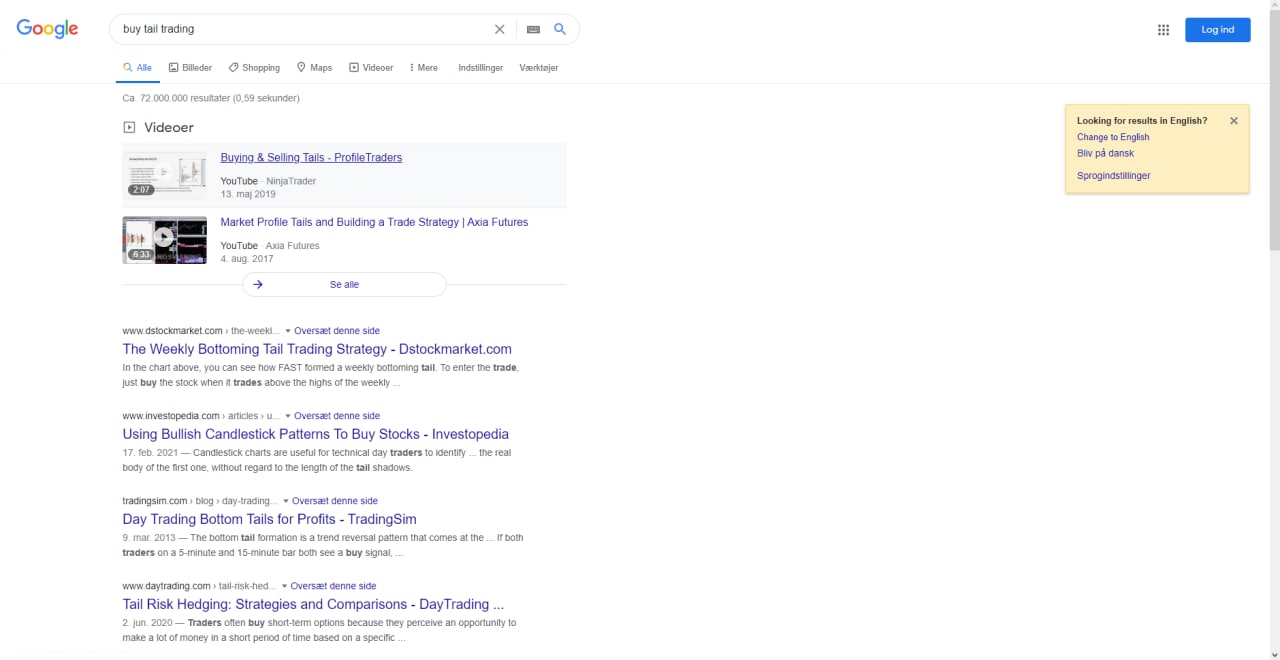 Google
buy tail trading
Log ind
Alle
Billeder
Shopping
Maps
Videoer
Mere
Indstillinger
Værktøjer
Ca. 72.000.000 resultater (0,59 sekunder)
Looking for results in English?
Change to English
Bliv på dansk
Sprogindstillinger
Videoer
2:07
Buying & Selling Tails - ProfileTraders
YouTube · NinjaTrader
13. maj 2019
6:33
Market Profile Tails and Building a Trade Strategy | Axia Futures
YouTube · Axia Futures
4. aug. 2017
Se alle
www.dstockmarket.com › the-weekl... Oversæt denne side
The Weekly Bottoming Tail Trading Strategy - Dstockmarket.com
In the chart above, you can see how FAST formed a weekly bottoming tail. To enter the trade,
just buy the stock when it trades above the highs of the weekly ...
www.investopedia.com › articles › u... Oversæt denne side
Using Bullish Candlestick Patterns To Buy Stocks - Investopedia
17. feb. 2021 — Candlestick charts are useful for technical day traders to identify ... the real
body of the first one, without regard to the length of the tail shadows.
tradingsim.com › blog › day-trading... Oversæt denne side
Day Trading Bottom Tails for Profits - TradingSim
9. mar. 2013 — The bottom tail formation is a trend reversal pattern that comes at the ... If both
traders on a 5-minute and 15-minute bar both see a buy signal, ...
www.daytrading.com › tail-risk-hed... Oversæt denne side
Tail Risk Hedging: Strategies and Comparisons - DayTrading ...
2. jun. 2020 — Traders often buy short-term options because they perceive an opportunity to
make a lot of money in a short period of time based on a specific ...